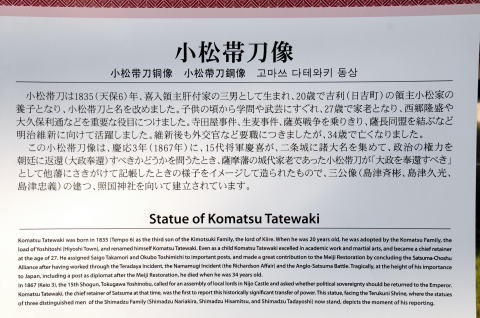 小松帯刀像
小松帯刀铜像　小松帶刀銅像　고마쓰 다테와키 동상
小松帯刀は1835（天保6）年、喜入領主肝付家の三男として生まれ、20歳で吉利（日吉町）の領主小松家の
養子となり、小松帯刀と名を改めました。子供の頃から学問や武芸にすぐれ、27歳で家老となり、西郷隆盛や
大久保利通などを重要な役目につけました。寺田屋事件、生麦事件、薩英戦争を乗りきり、薩長同盟を結ぶなど
明治維新に向けて活躍しました。維新後も外交官など要職につきましたが、34歳で亡くなりました。
この小松帯刀像は、慶応3年（1867年）に、15代将軍慶喜が、二条城に諸大名を集めて、政治の権力を
朝廷に返還（大政奉還）すべきかどうかを問うたとき、薩摩藩の城代家老であった小松帯刀が「大政を奉還すべき」
として他藩にさきがけて記帳したときの様子をイメージして造られたもので、三公像（島津斉彬、島津久光、
島津忠義）の建つ、照国神社を向いて建立されています。
Statue of Komatsu Tatewaki
Komatsu Tatewaki was born in 1835 (Tempo 6) as the third son of the Kimotsuki Family, the lord of Kiire. When he was 20 years old, he was adopted by the Komatsu Family, the
load of Yoshitoshi (Hiyoshi Town), and renamed himself Komatsu Tatewaki. Even as a child Komatsu Tatewaki excelled in academic work and martial arts, and became a chief retainer
at the age of 27. He assigned Saigo Takamori and Okubo Toshimichi to important posts, and made a great contribution to the Meiji Restoration by concluding the Satsuma-Choshu
Alliance after having worked through the Teradaya Incident, the Namamugi Incident (the Richardson Affair) and the Anglo-Satsuma Battle. Tragically, at the height of his importance
to Japan, including a post as diplomat after the Meiji Restoration, he died when he was 34 years old.
In 1867 (Keio 3), the 15th Shogun, Tokugawa Yoshinobu, called for an assembly of local lords in Nijo Castle and asked whether political sovereignty should be returned to the Emperor.
Komatsu Tatewaki, the chief retainer of Satsuma at that time, was the first to report this historically significant transfer of power. This statue, facing the Terukuni Shrine, where the statues
of three distinguished men of the Shimadzu Family (Shimadzu Nariakira, Shimadzu Hisamitsu, and Shimadzu Tadayoshi) now stand, depicts the moment of his reporting.